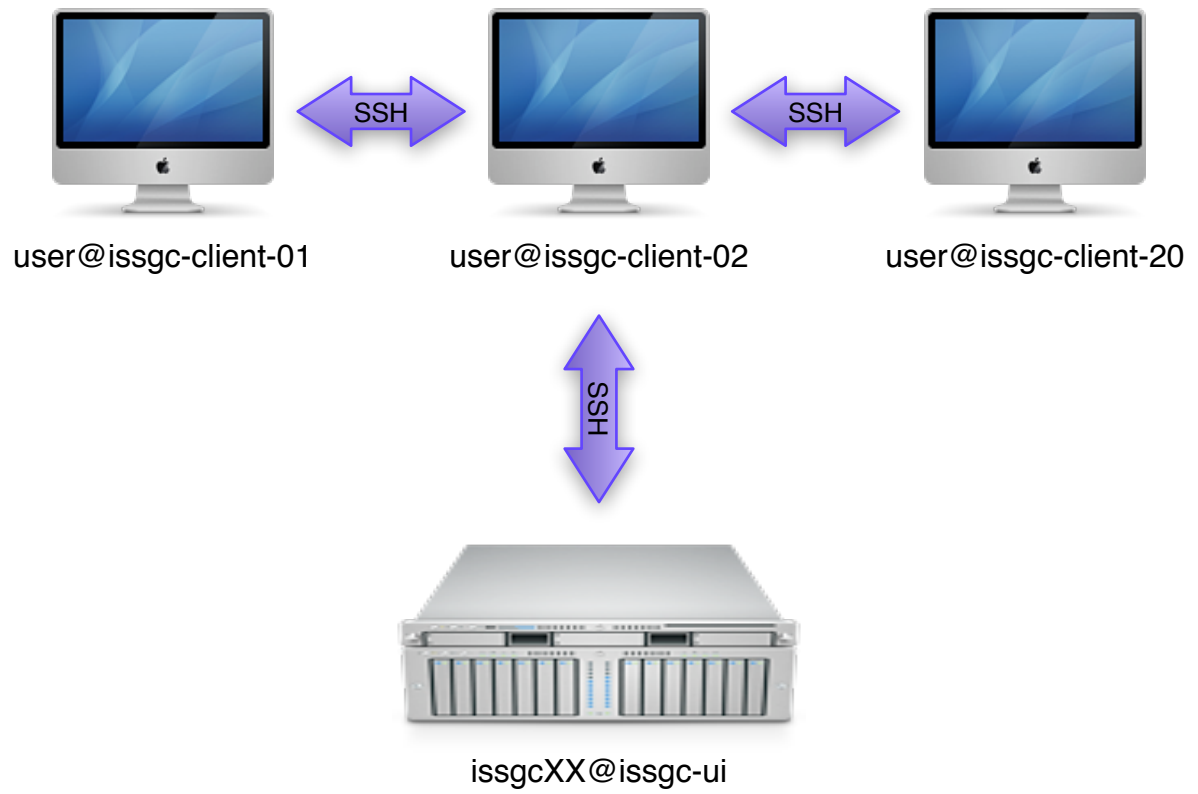 SSH
SSH
user@issgc-client-01
user@issgc-client-02
user@issgc-client-20
SSH
issgcXX@issgc-ui